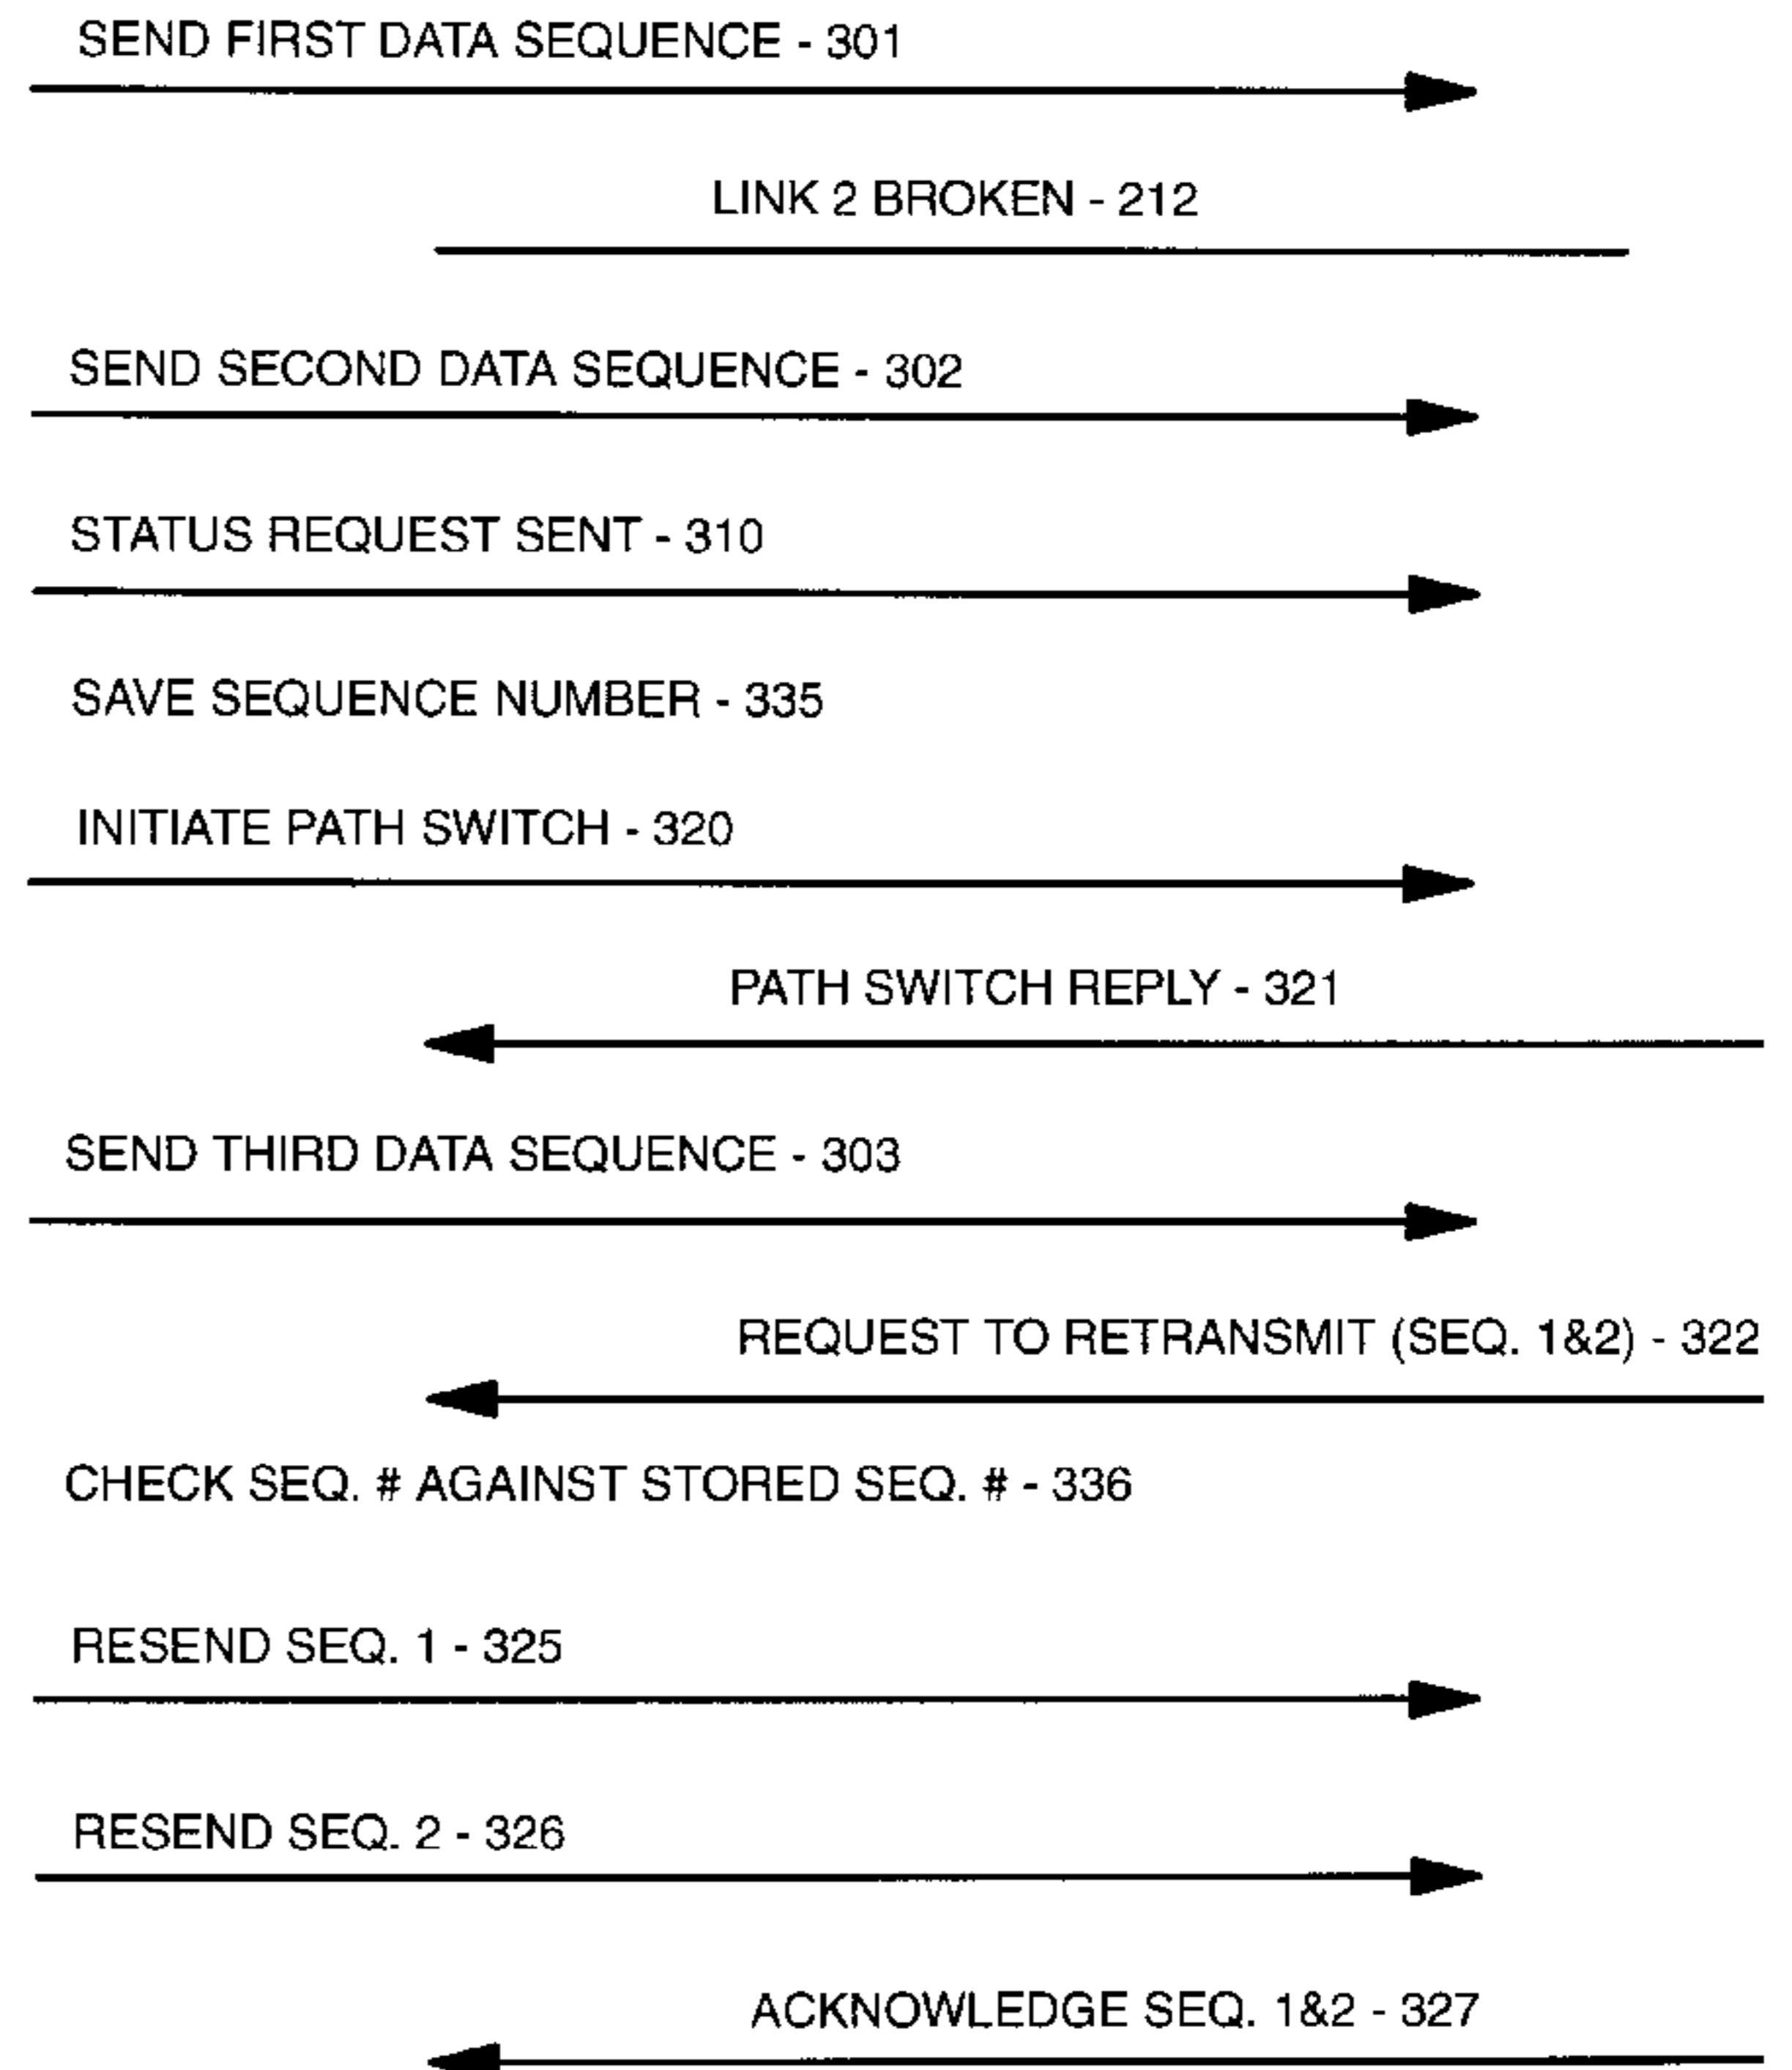 SEND FIRST DATA SEQUENCE - 301
LINK 2 BROKEN - 212
SEND SECOND DATA SEQUENCE - 302
STATUS REQUEST SENT - 310
SAVE SEQUENCE NUMBER - 335
INITIATE PATH SWITCH - 320
PATH SWITCH REPLY - 321
SEND THIRD DATA SEQUENCE - 303
REQUEST TO RETRANSMIT (SEQ. 1&2) - 322
CHECK SEQ. # AGAINST STORED SEQ. # - 336
RESEND SEQ. 1 - 325
RESEND SEQ. 2 - 326
ACKNOWLEDGE SEQ. 1&2 - 327